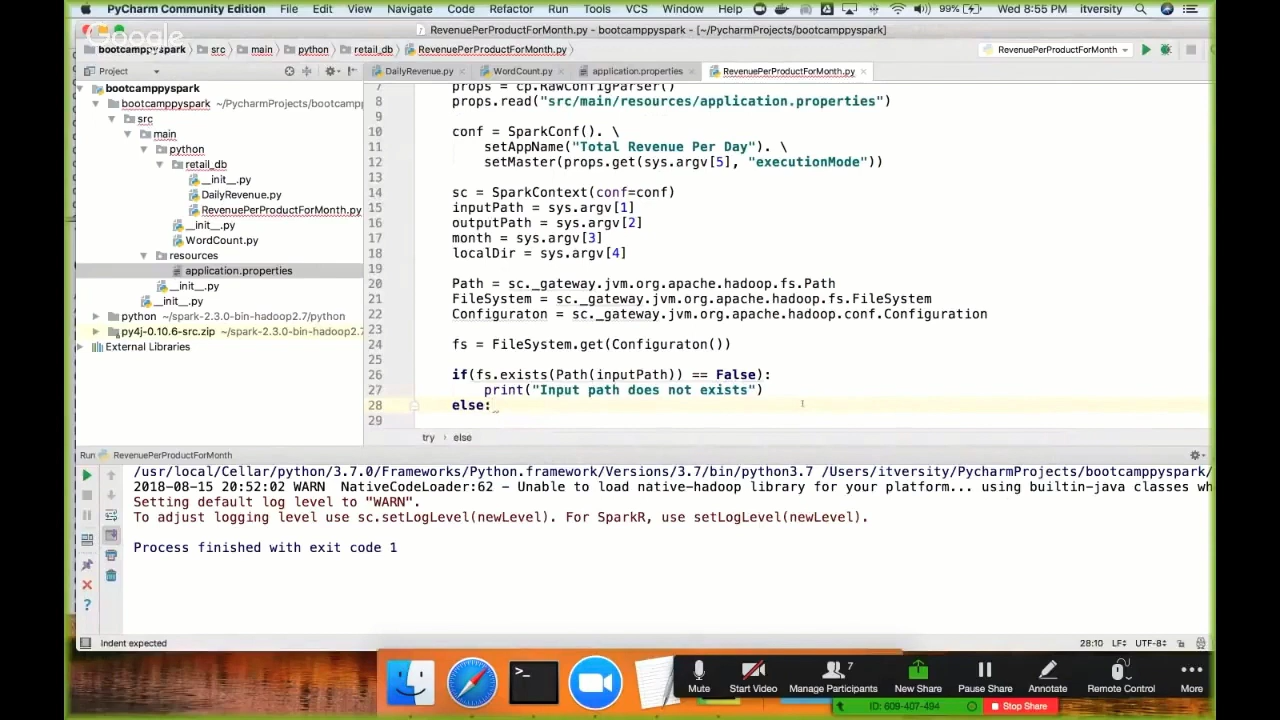 PyCharm Community Edition File Edit View Navigate Code Refactor Run Tools VCS Window Help 99% Wed 8:55 PM itversity
RevenuePerProductForMonth.py - bootcamppyspark - [~/PycharmProjects/bootcamppyspark]
Google
bootcamppyspark src main python retail_db RevenuePerProductForMonth.py RevenuePerProductForMonth
Project DailyRevenue.py WordCount.py application.properties RevenuePerProductForMonth.py
bootcamppyspark
bootcamppyspark ~/PycharmProjects/bootcampp
src
main
python
retail_db
__init__.py
DailyRevenue.py
RevenuePerProductForMonth.py
__init__.py
WordCount.py
resources
application.properties
__init__.py
__init__.py
python ~/spark-2.3.0-bin-hadoop2.7/python
py4j-0.10.6-src.zip ~/spark-2.3.0-bin-hadoop2.7
External Libraries
7 props = cp.RawConfigParser()
8 props.read("src/main/resources/application.properties")
9
10 conf = SparkConf(). \
11 setAppName("Total Revenue Per Day"). \
12 setMaster(props.get(sys.argv[5], "executionMode"))
13
14 sc = SparkContext(conf=conf)
15 inputPath = sys.argv[1]
16 outputPath = sys.argv[2]
17 month = sys.argv[3]
18 localDir = sys.argv[4]
19
20 Path = sc._gateway.jvm.org.apache.hadoop.fs.Path
21 FileSystem = sc._gateway.jvm.org.apache.hadoop.fs.FileSystem
22 Configuraton = sc._gateway.jvm.org.apache.hadoop.conf.Configuration
23
24 fs = FileSystem.get(Configuraton())
25
26 if(fs.exists(Path(inputPath)) == False):
27 print("Input path does not exists")
28 else:
29
try › else
Run RevenuePerProductForMonth
/usr/local/Cellar/python/3.7.0/Frameworks/Python.framework/Versions/3.7/bin/python3.7 /Users/itversity/PycharmProjects/bootcamppyspark/
2018-08-15 20:52:02 WARN NativeCodeLoader:62 - Unable to load native-hadoop library for your platform... using builtin-java classes wh
Setting default log level to "WARN".
To adjust logging level use sc.setLogLevel(newLevel). For SparkR, use setLogLevel(newLevel).
Process finished with exit code 1
Indent expected 28:10 LF÷ UTF-8÷
7
Mute Start Video Manage Participants New Share Pause Share Annotate Remote Control More
ID: 609-407-494 Stop Share